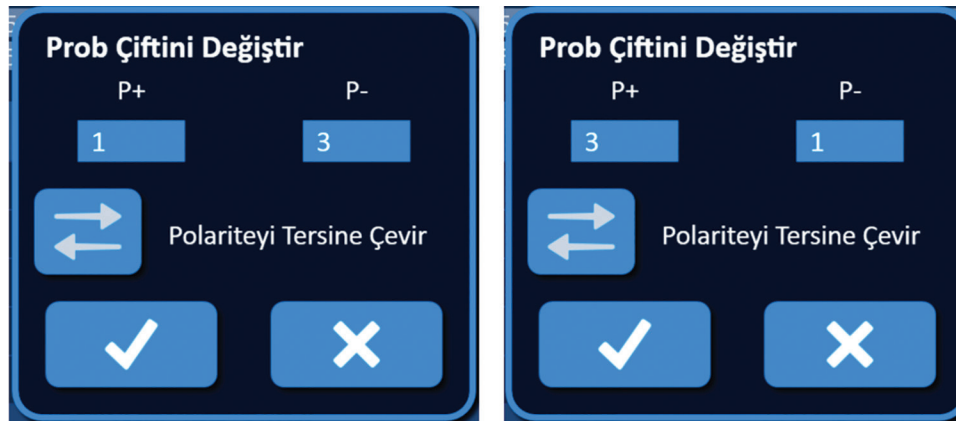 Prob Çiftini Değiştir
P+ P-
1 3
Polariteyi Tersine Çevir
Prob Çiftini Değiştir
P+ P-
3 1
Polariteyi Tersine Çevir